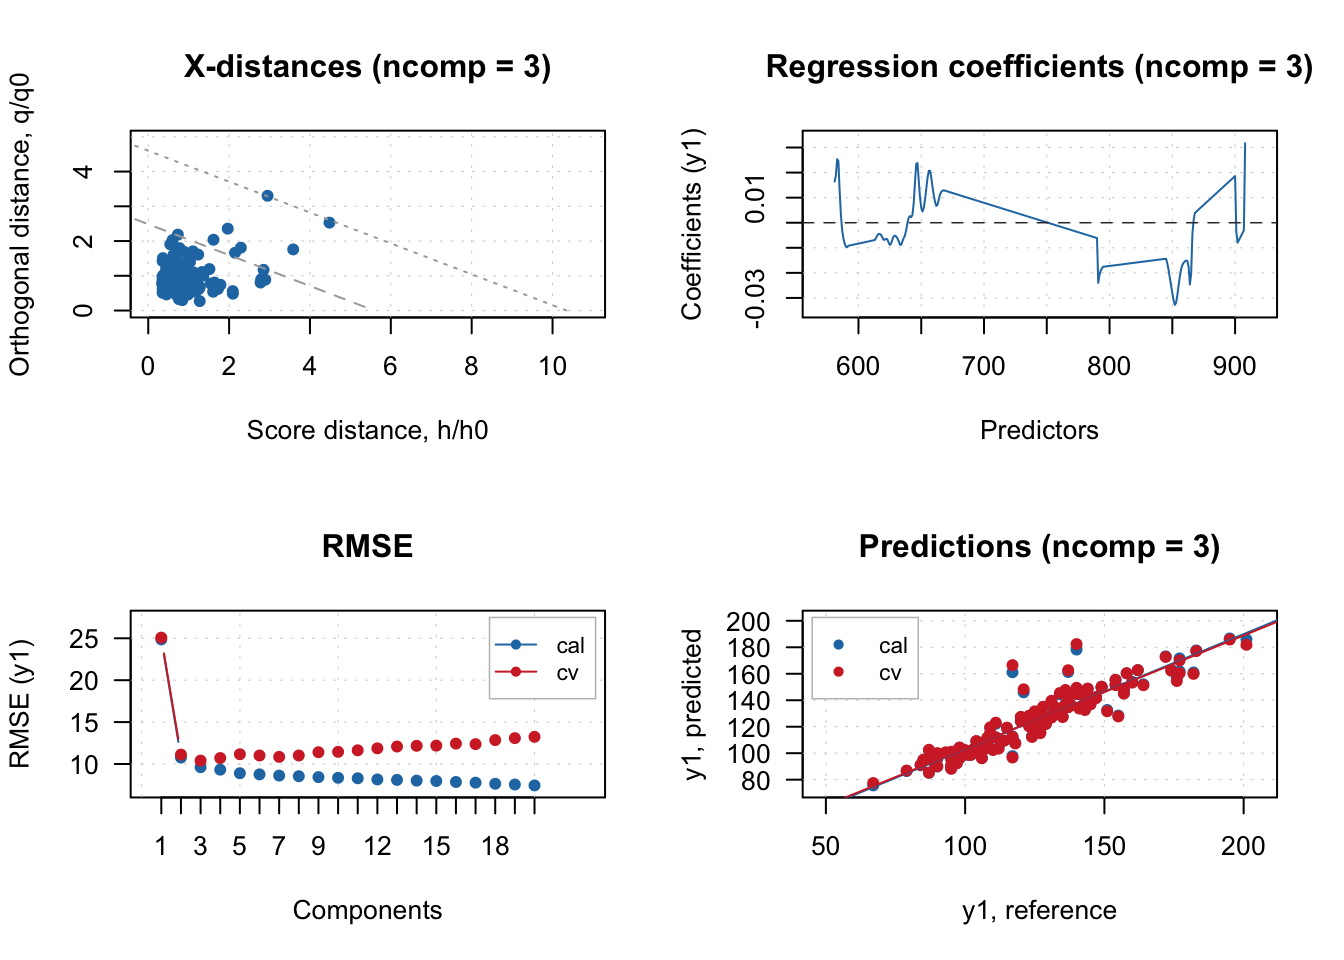 X-distances (ncomp = 3)
Orthogonal distance, q/q0
4
2
0
0 2 4 6 8 10
Score distance, h/h0
Regression coefficients (ncomp = 3)
Coefficients (y1)
0.01
-0.03
600 700 800 900
Predictors
RMSE
RMSE (y1)
25
20
15
10
cal
cv
1 3 5 7 9 12 15 18
Components
Predictions (ncomp = 3)
y1, predicted
200
180
160
140
120
100
80
cal
cv
50 100 150 200
y1, reference